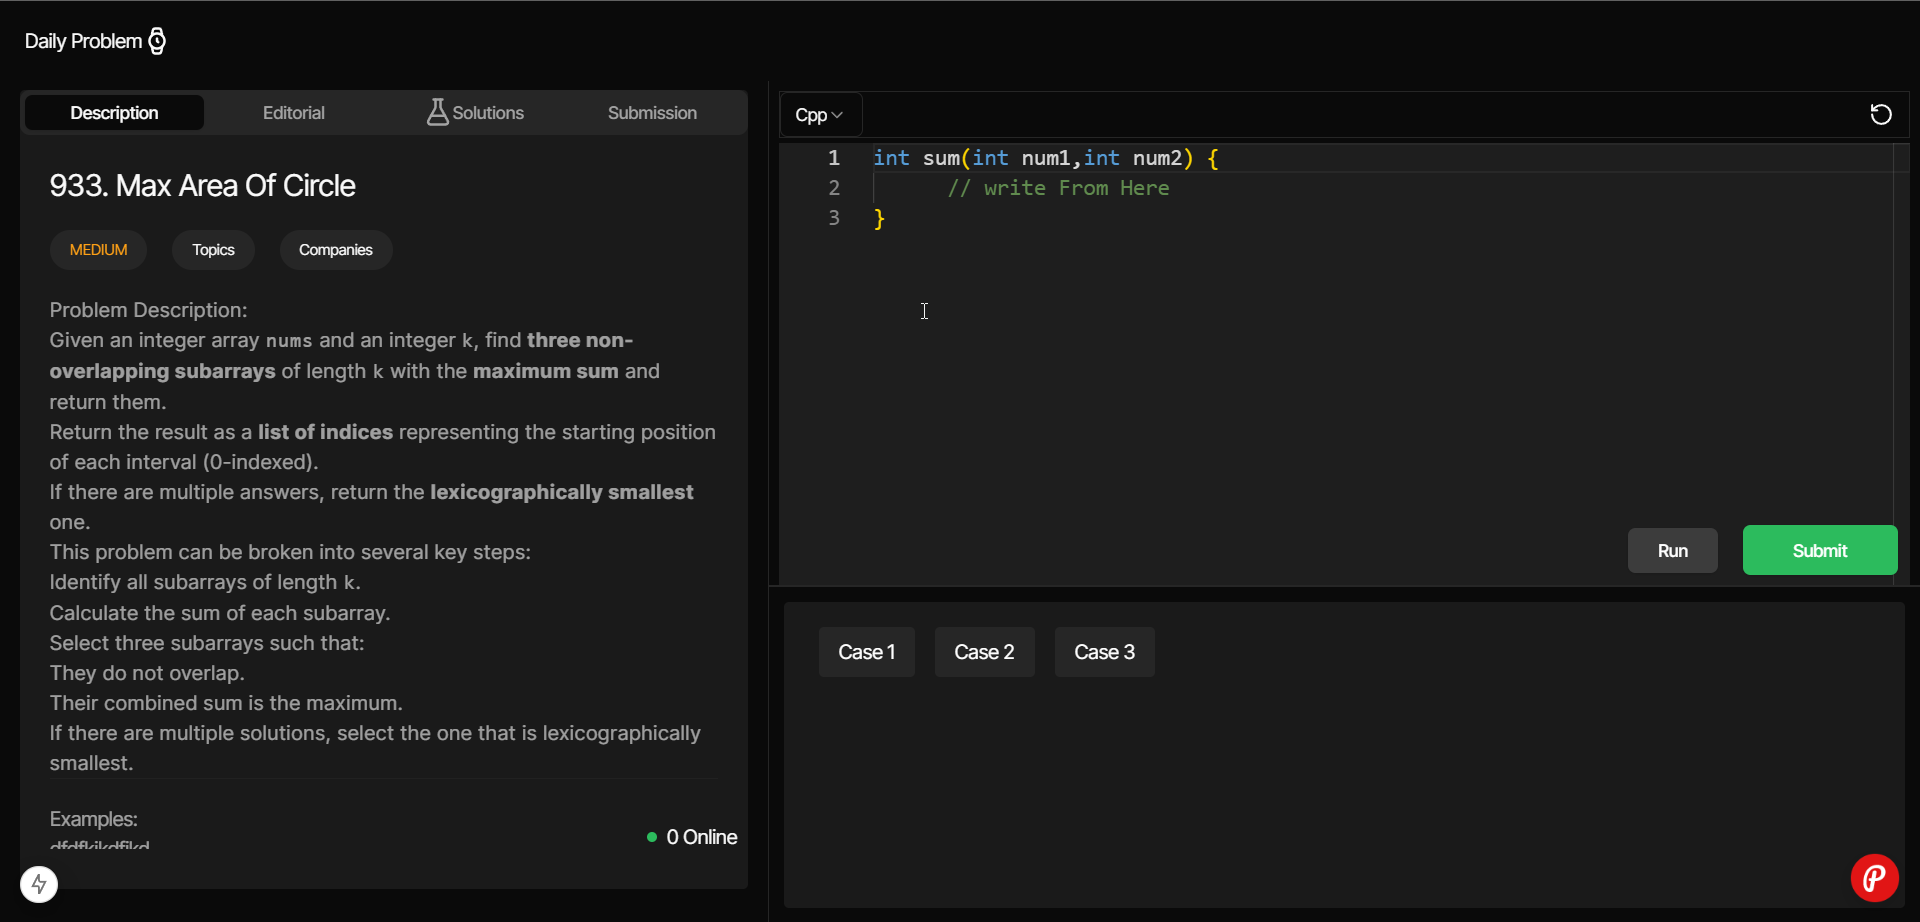 Daily Problem
Description Editorial Solutions Submission
933. Max Area Of Circle
MEDIUM Topics Companies
Problem Description:
Given an integer array nums and an integer k, find three non-
overlapping subarrays of length k with the maximum sum and
return them.
Return the result as a list of indices representing the starting position
of each interval (0-indexed).
If there are multiple answers, return the lexicographically smallest
one.
This problem can be broken into several key steps:
Identify all subarrays of length k.
Calculate the sum of each subarray.
Select three subarrays such that:
They do not overlap.
Their combined sum is the maximum.
If there are multiple solutions, select the one that is lexicographically
smallest.
Examples:
0 Online
Cpp
1 int sum(int num1,int num2) {
2 // write From Here
3 }
Run Submit
Case 1 Case 2 Case 3